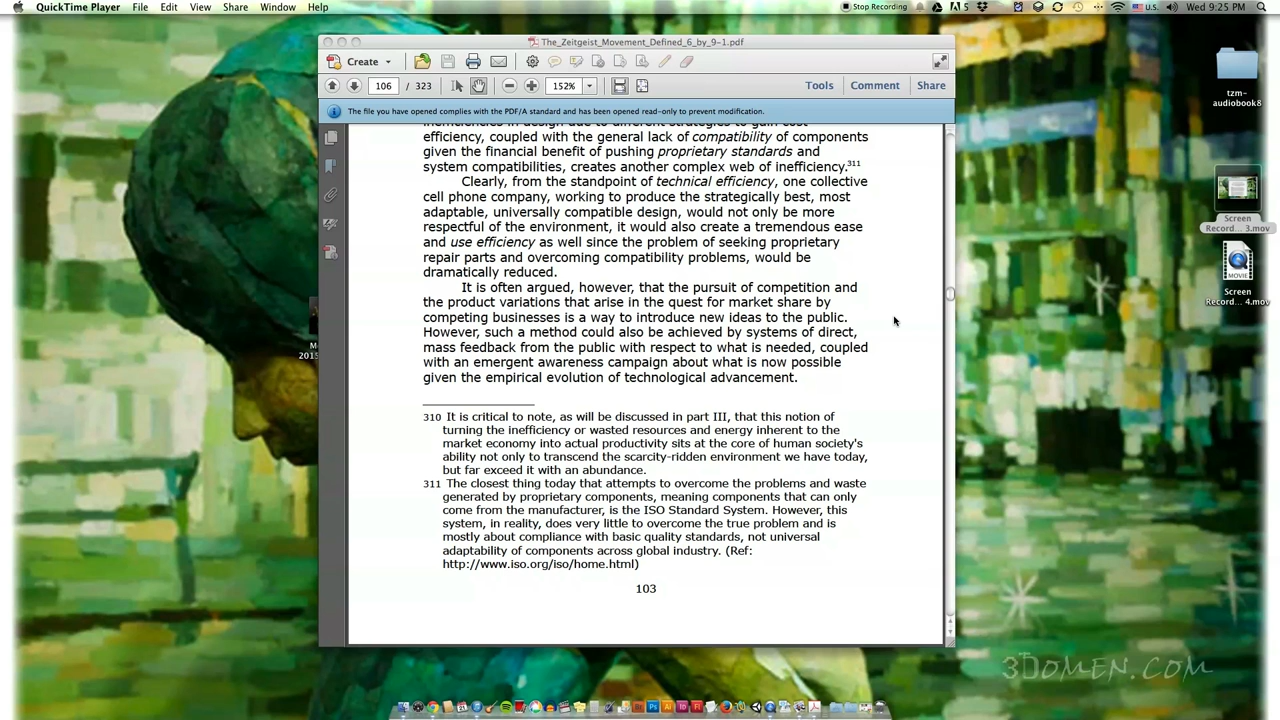 QuickTime Player File Edit View Share Window Help
Stop Recording
5
U.S.
Wed 9:25 PM
The_Zeitgeist_Movement_Defined_6_by_9-1.pdf
Create
106 / 323
152%
Tools Comment Share
The file you have opened complies with the PDF/A standard and has been opened read-only to prevent modification.
inefficiencies in design due to different strategies to gain cost
efficiency, coupled with the general lack of compatibility of components
given the financial benefit of pushing proprietary standards and
system compatibilities, creates another complex web of inefficiency.311
Clearly, from the standpoint of technical efficiency, one collective
cell phone company, working to produce the strategically best, most
adaptable, universally compatible design, would not only be more
respectful of the environment, it would also create a tremendous ease
and use efficiency as well since the problem of seeking proprietary
repair parts and overcoming compatibility problems, would be
dramatically reduced.
It is often argued, however, that the pursuit of competition and
the product variations that arise in the quest for market share by
competing businesses is a way to introduce new ideas to the public.
However, such a method could also be achieved by systems of direct,
mass feedback from the public with respect to what is needed, coupled
with an emergent awareness campaign about what is now possible
given the empirical evolution of technological advancement.
310 It is critical to note, as will be discussed in part III, that this notion of
turning the inefficiency or wasted resources and energy inherent to the
market economy into actual productivity sits at the core of human society's
ability not only to transcend the scarcity-ridden environment we have today,
but far exceed it with an abundance.
311 The closest thing today that attempts to overcome the problems and waste
generated by proprietary components, meaning components that can only
come from the manufacturer, is the ISO Standard System. However, this
system, in reality, does very little to overcome the true problem and is
mostly about compliance with basic quality standards, not universal
adaptability of components across global industry. (Ref:
http://www.iso.org/iso/home.html)
103
tzm-
audiobook8
Screen
Record... 3.mov
MOVIE
Screen
Record... 4.mov
3DOMEN.COM